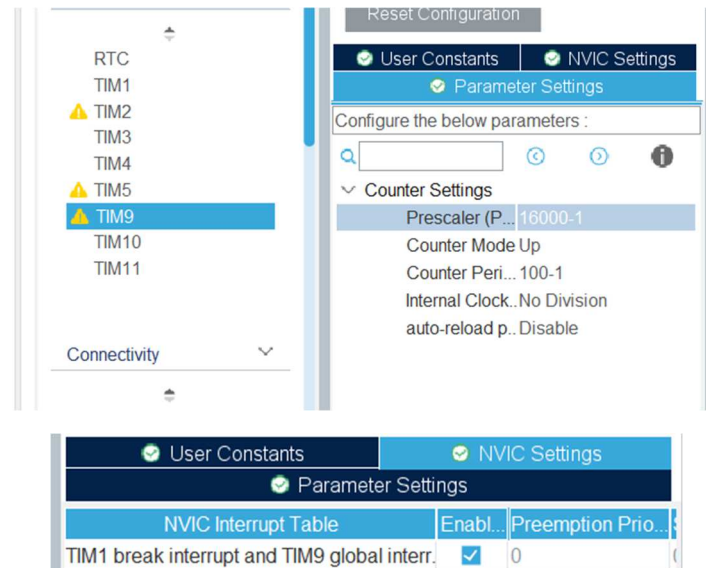 Reset Configuration
RTC
TIM1
TIM2
TIM3
TIM4
TIM5
TIM9
TIM10
TIM11
Connectivity
User Constants NVIC Settings
Parameter Settings
Configure the below parameters :
Counter Settings
Prescaler (P... 16000-1
Counter Mode Up
Counter Peri... 100-1
Internal Clock.. No Division
auto-reload p.. Disable
User Constants NVIC Settings
Parameter Settings
NVIC Interrupt Table Enabl... Preemption Prio...
TIM1 break interrupt and TIM9 global interr. 0